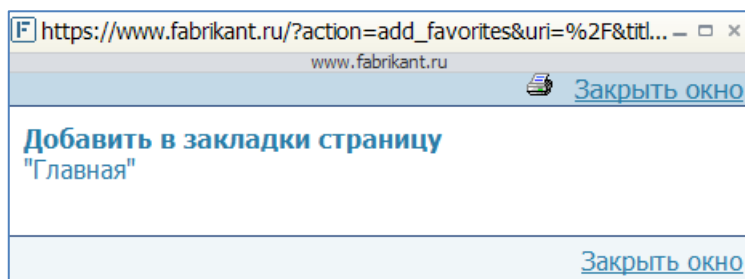 F https://www.fabrikant.ru/?action=add_favorites&uri=%2F&titl...
www.fabrikant.ru
Закрыть окно
Добавить в закладки страницу
"Главная"
Закрыть окно